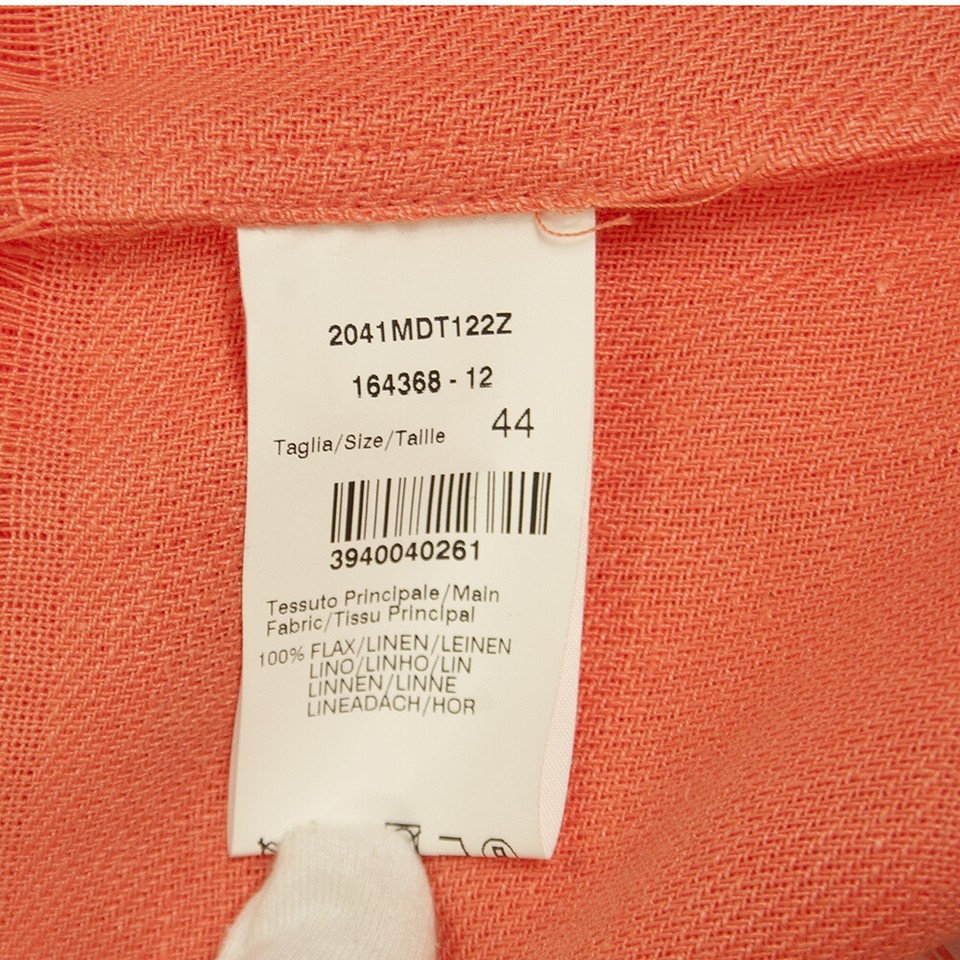 2041MDT122Z
164368 - 12
Taglia/Size/Taille 44
3940040261
Tessuto Principale/Main
Fabric/Tissu Principal
100% FLAX/LINEN/LEINEN
LINO/LINHO/LIN
LINNEN/LINNE
LINEADACH/HOR